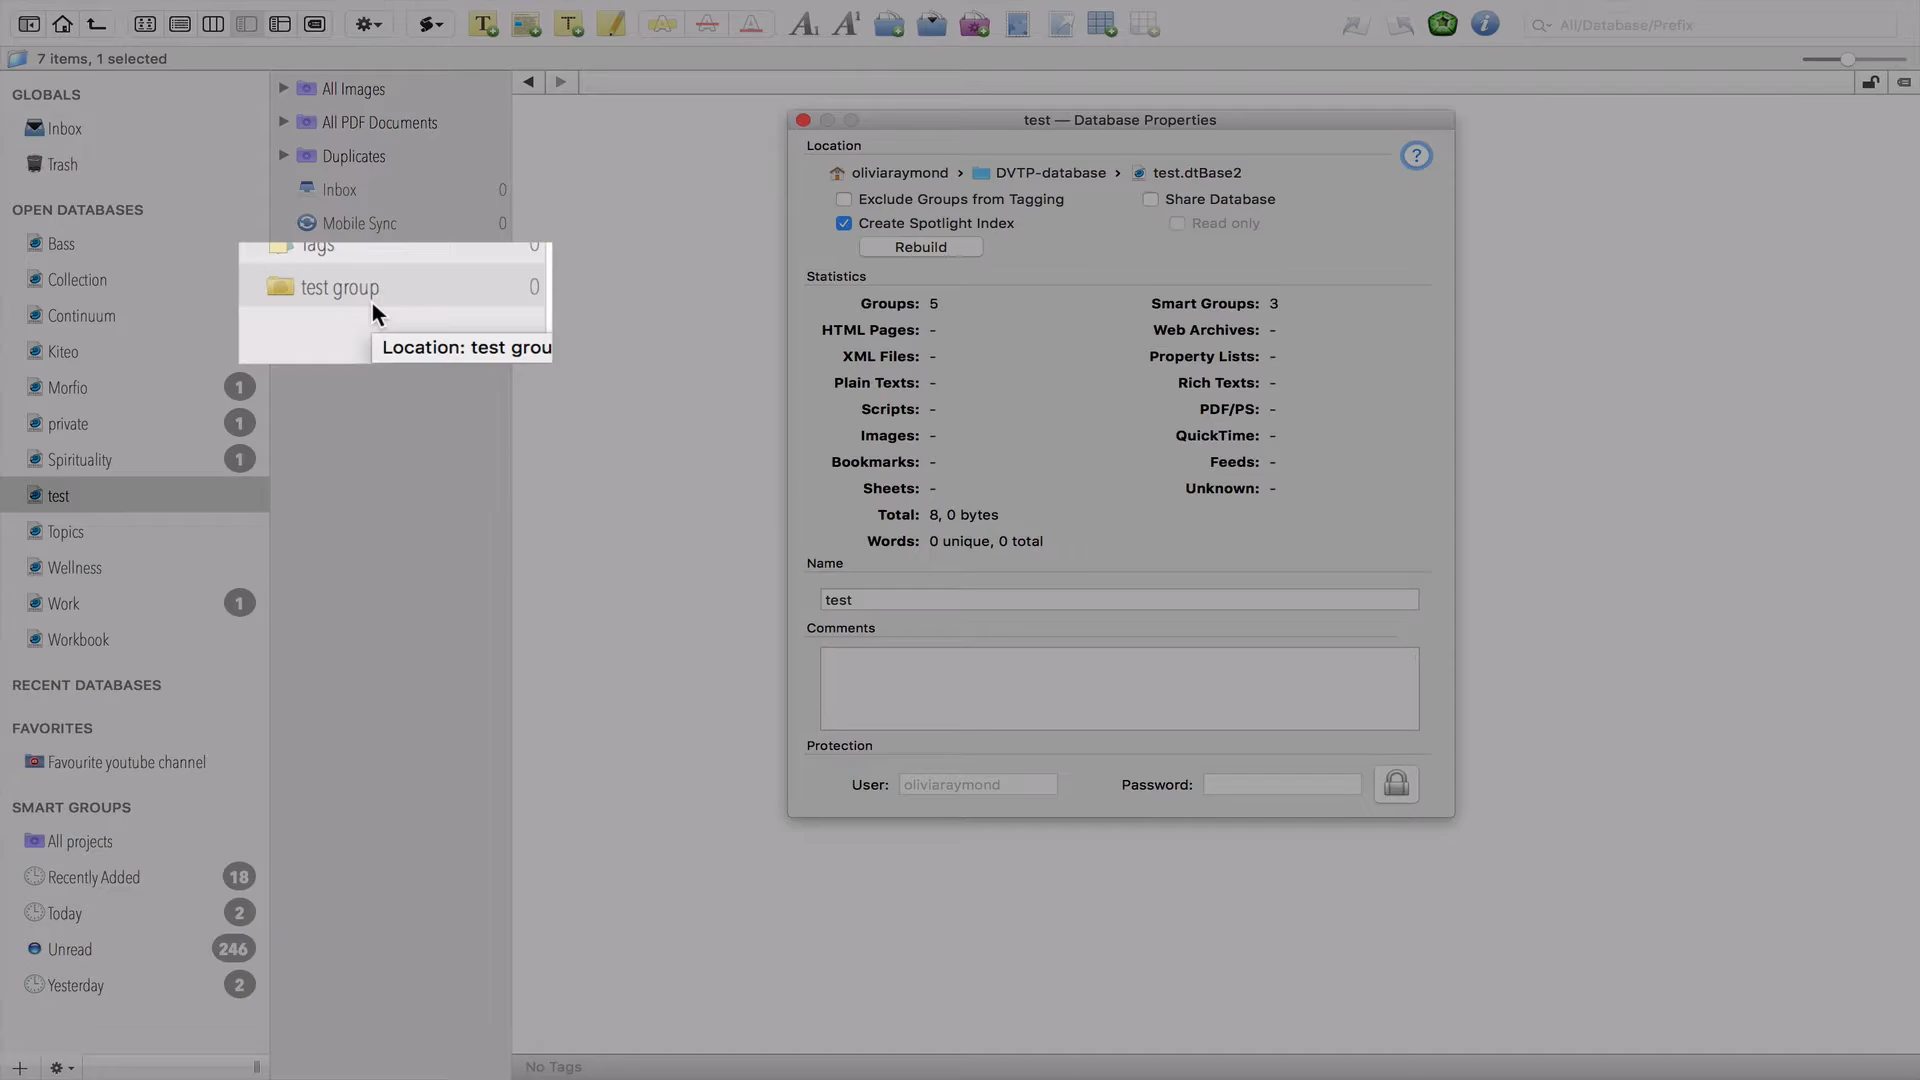 All/Database/Prefix
7 items, 1 selected
GLOBALS
Inbox
Trash
OPEN DATABASES
Bass
Collection
Continuum
Kiteo
Morfio 1
private 1
Spirituality 1
test
Topics
Wellness
Work 1
Workbook
RECENT DATABASES
FAVORITES
Favourite youtube channel
SMART GROUPS
All projects
Recently Added 18
Today 2
Unread 246
Yesterday 2
All Images
All PDF Documents
Duplicates
Inbox 0
Mobile Sync 0
Tags 0
test group 0
Location: test grou
test — Database Properties
Location
oliviaraymond › DVTP-database › test.dtBase2
Exclude Groups from Tagging Share Database
Create Spotlight Index Read only
Rebuild
Statistics
Groups: 5 Smart Groups: 3
HTML Pages: - Web Archives: -
XML Files: - Property Lists: -
Plain Texts: - Rich Texts: -
Scripts: - PDF/PS: -
Images: - QuickTime: -
Bookmarks: - Feeds: -
Sheets: - Unknown: -
Total: 8, 0 bytes
Words: 0 unique, 0 total
Name
test
Comments
Protection
User: oliviaraymond Password:
No Tags